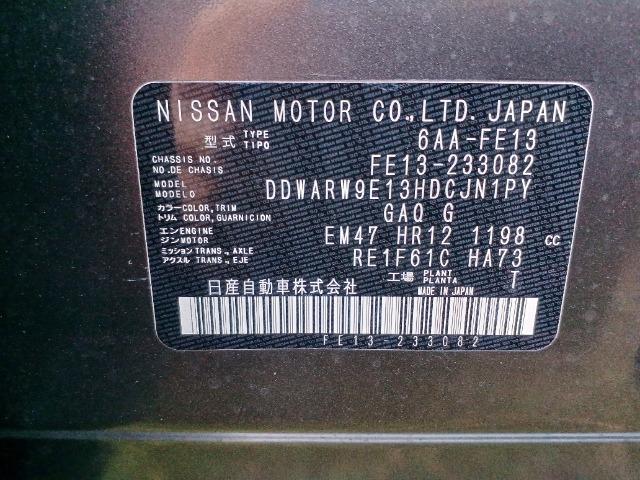 NISSAN MOTOR CO.,LTD. JAPAN
型式 TYPE TIPO 6AA-FE13
CHASSIS NO. NO.DE CHASIS FE13-233082
MODEL MODELO DDWARW9E13HDCJN1PY
カラー COLOR,TRIM トリム COLOR,GUARNICION GAQ G
エンジン ENGINE MOTOR EM47 HR12 1198 cc
ミッション TRANS., AXLE アクスル TRANS., EJE RE1F61C HA73
工場 PLANT PLANTA T
日産自動車株式会社 MADE IN JAPAN
FE13-233082